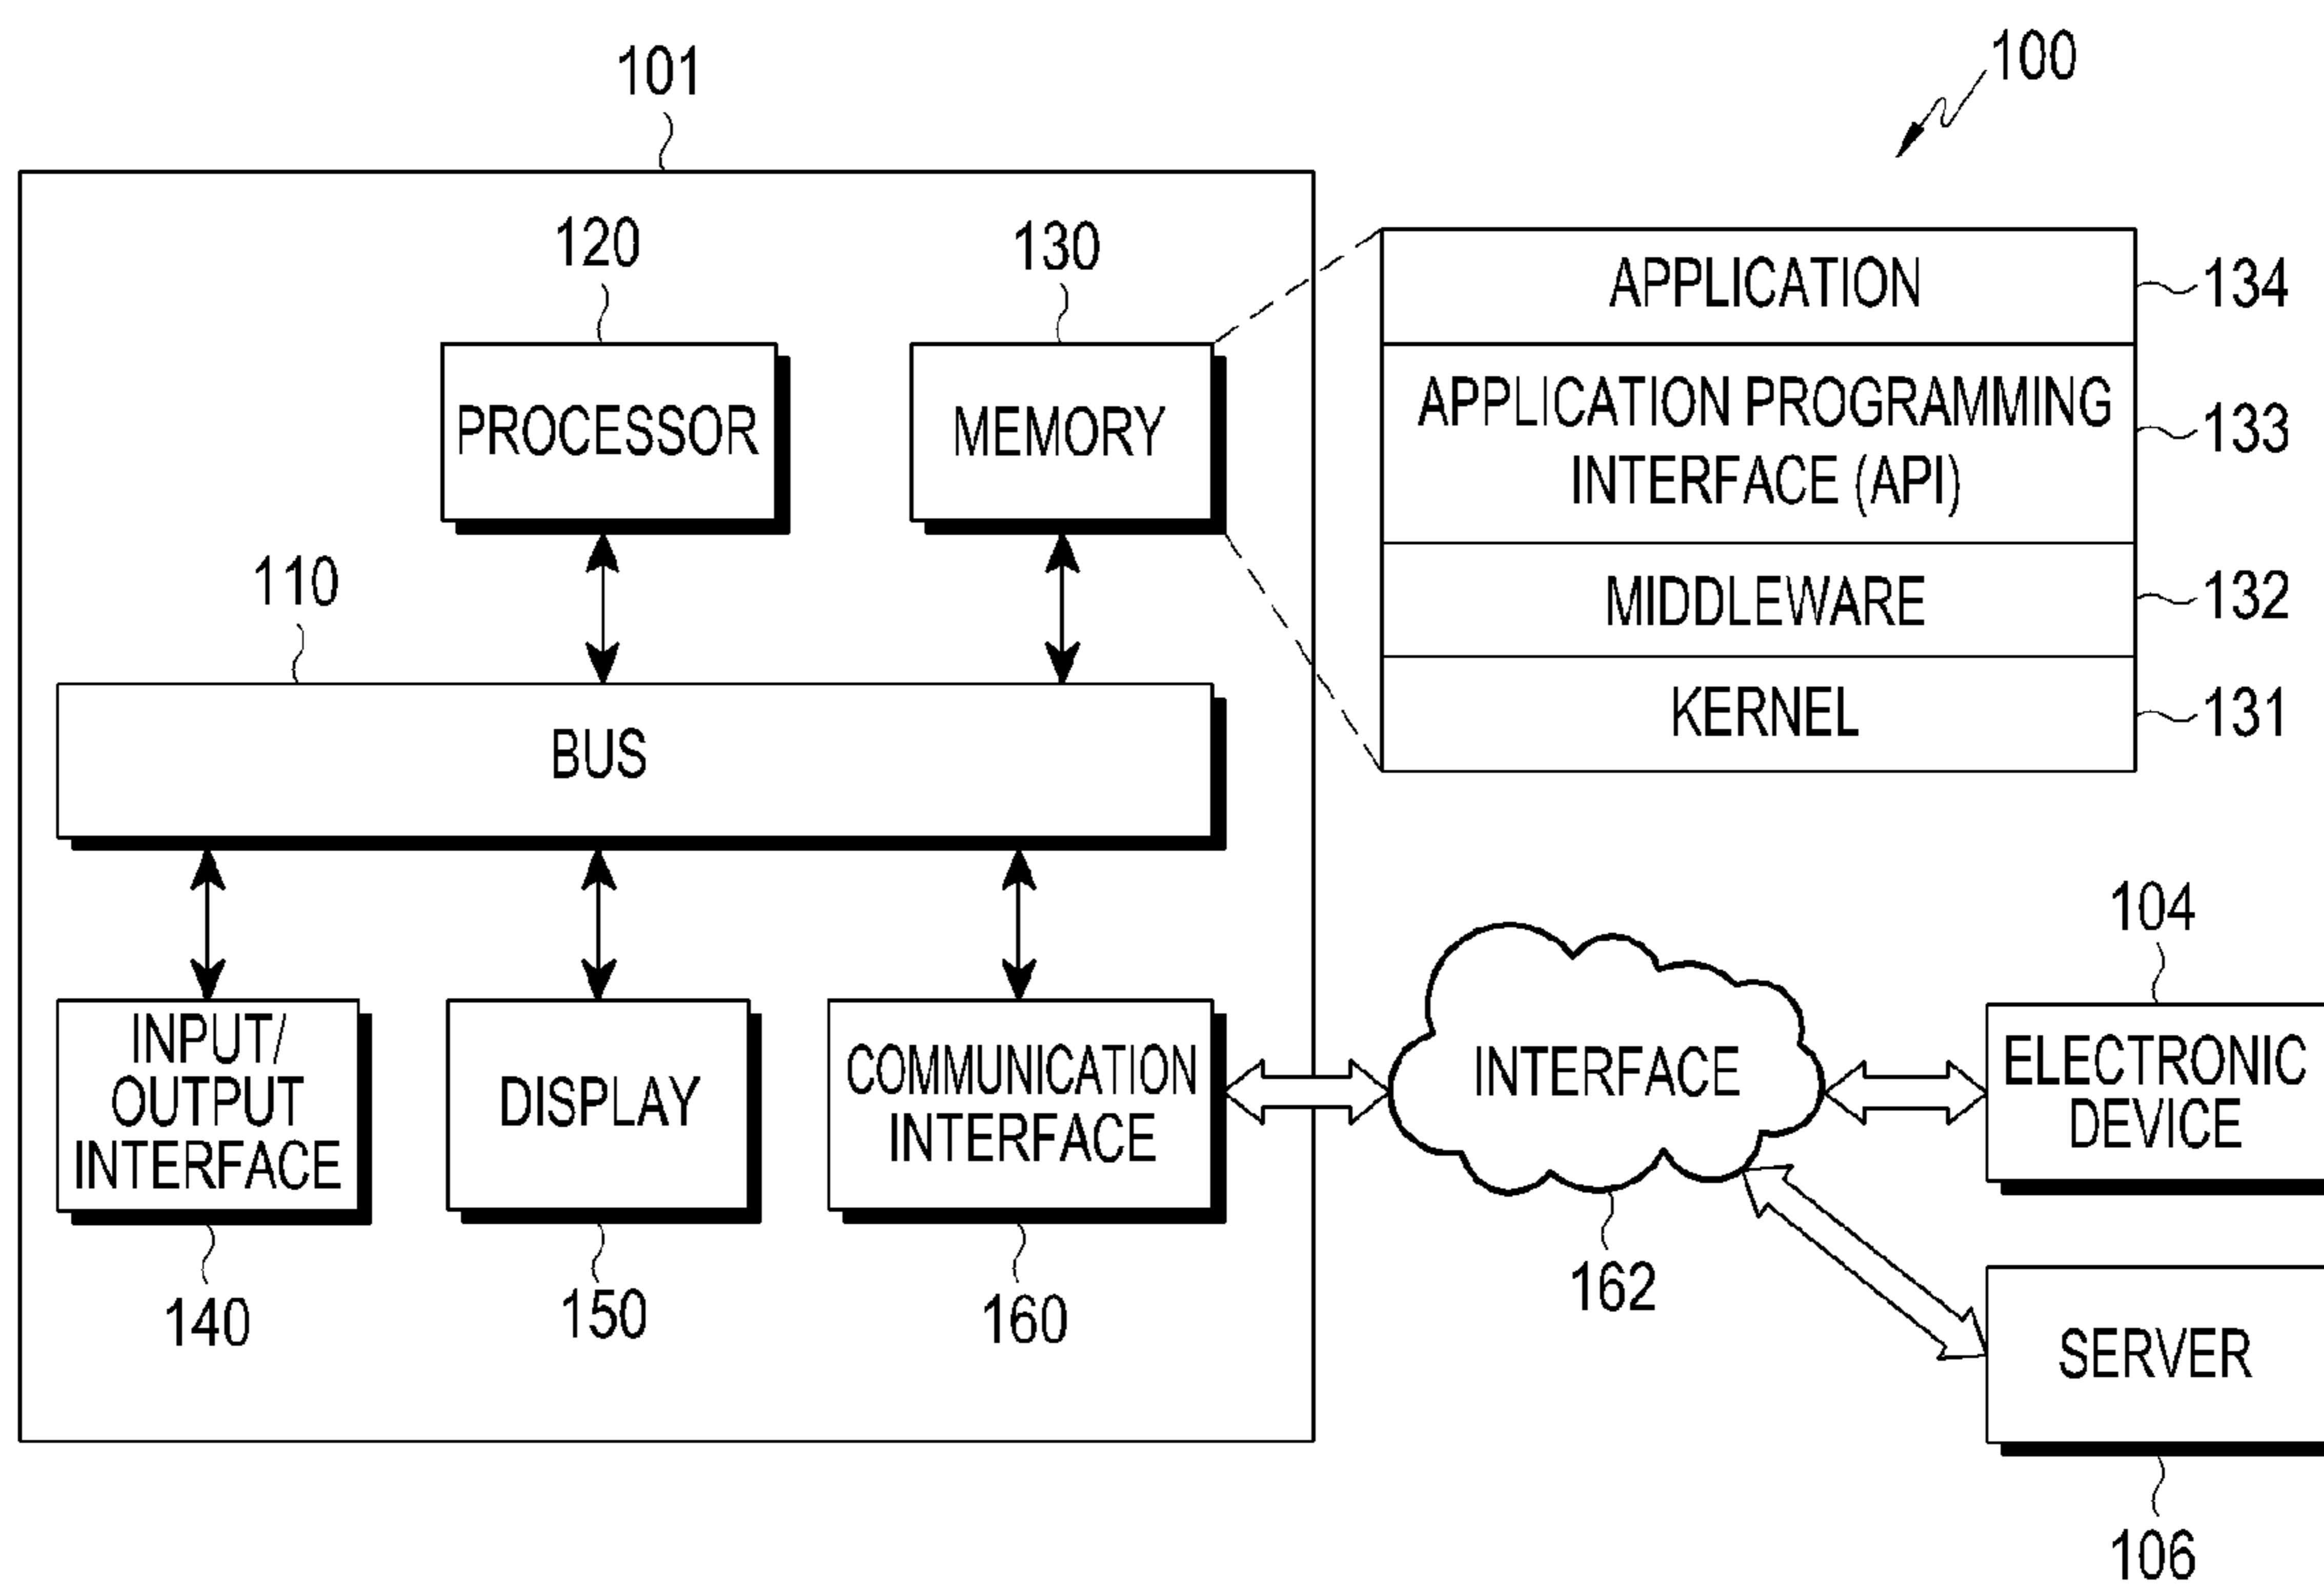 101
100
120
130
PROCESSOR
MEMORY
APPLICATION
134
APPLICATION PROGRAMMING
INTERFACE (API)
133
MIDDLEWARE
132
KERNEL
131
110
BUS
INPUT/
OUTPUT
INTERFACE
140
DISPLAY
150
COMMUNICATION
INTERFACE
160
INTERFACE
162
104
ELECTRONIC
DEVICE
SERVER
106